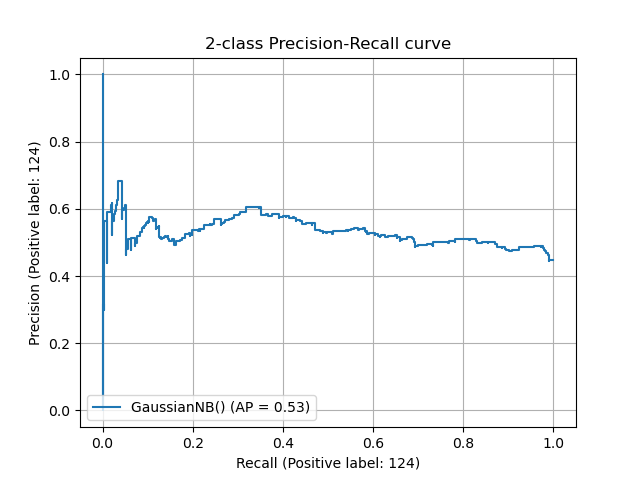 2-class Precision-Recall curve
Precision (Positive label: 124)
1.0
0.8
0.6
0.4
0.2
0.0
GaussianNB() (AP = 0.53)
0.0 0.2 0.4 0.6 0.8 1.0
Recall (Positive label: 124)